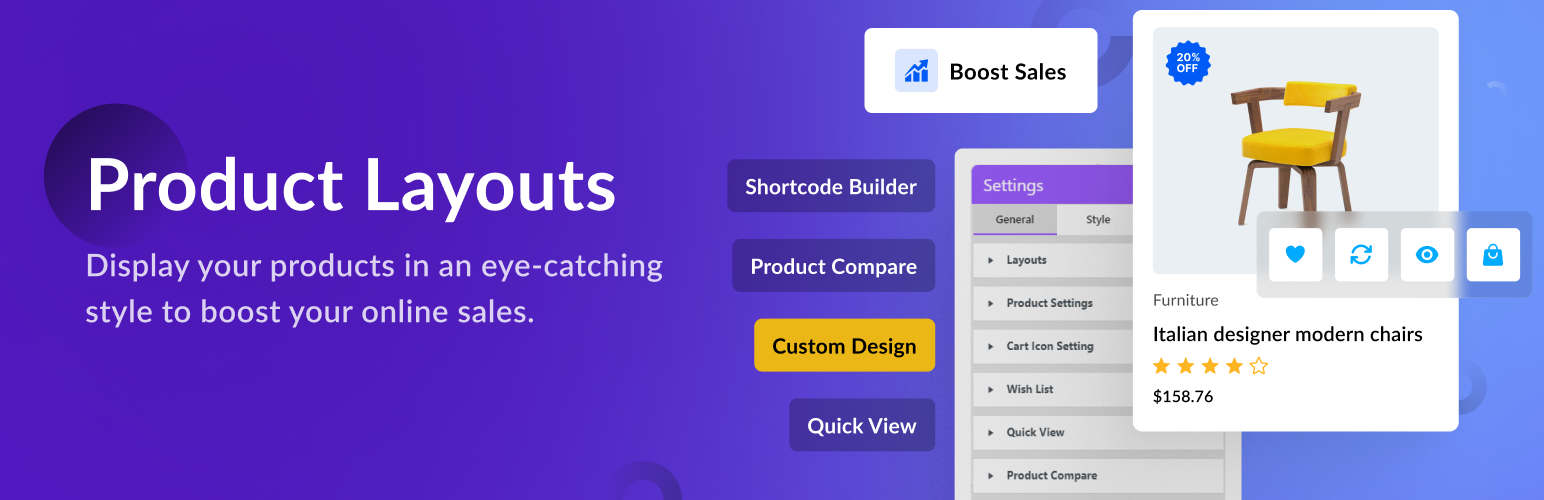 Product Layouts
Display your products in an eye-catching
style to boost your online sales.
Boost Sales
Shortcode Builder
Product Compare
Custom Design
Quick View
Settings
General
Style
Layouts
Product Settings
Cart Icon Setting
Wish List
Quick View
Product Compare
20%
OFF
Furniture
Italian designer modern chairs
$158.76